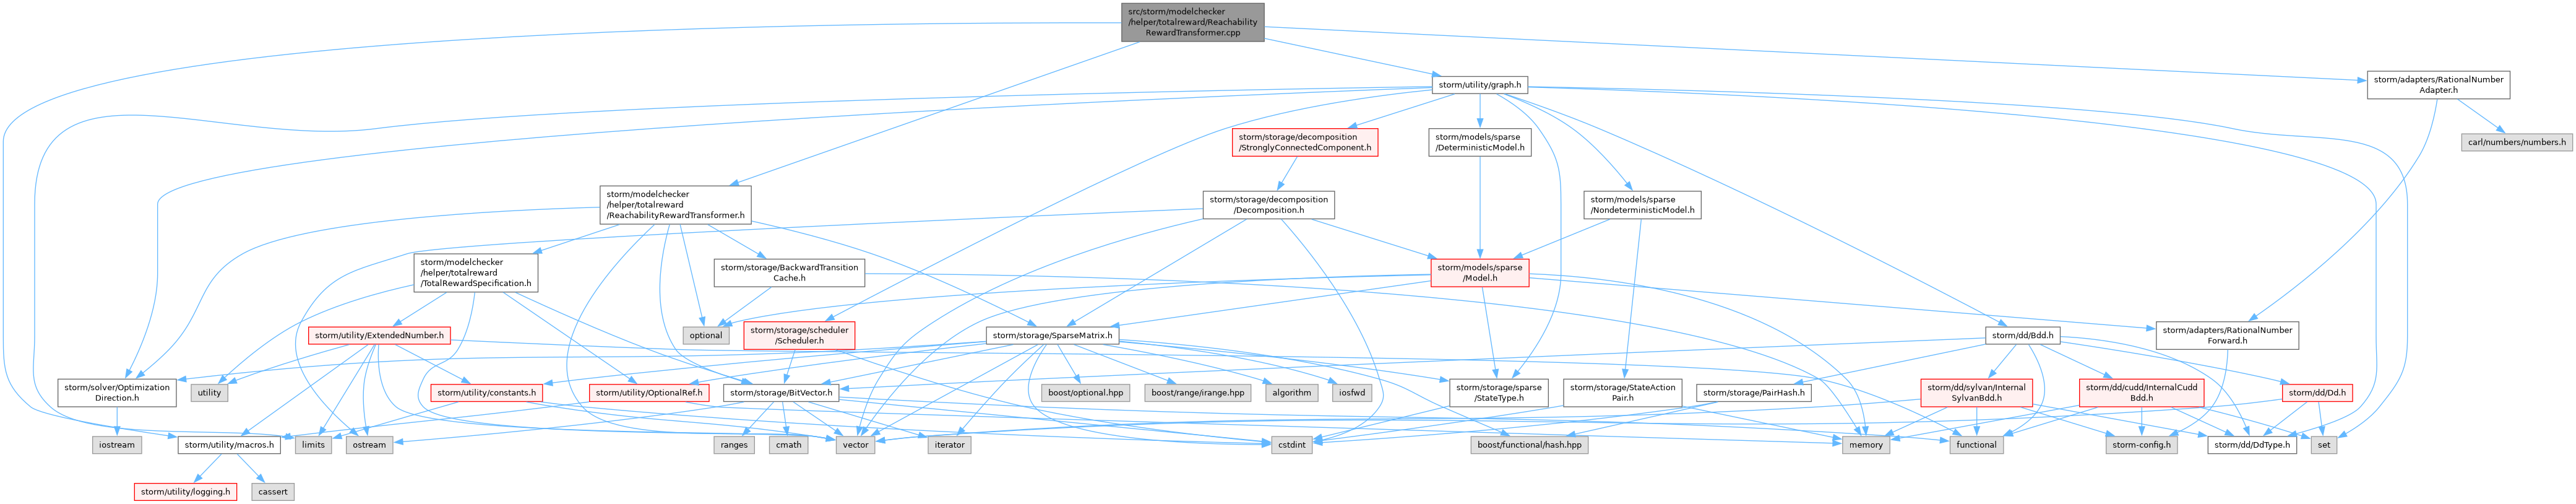 src/storm/modelchecker
/helper/totalreward/Reachability
RewardTransformer.cpp
storm/utility/graph.h
storm/adapters/RationalNumber
Adapter.h
storm/storage/decomposition
/StronglyConnectedComponent.h
storm/models/sparse
/DeterministicModel.h
carl/numbers/numbers.h
storm/modelchecker
/helper/totalreward
/ReachabilityRewardTransformer.h
storm/storage/decomposition
/Decomposition.h
storm/models/sparse
/NondeterministicModel.h
storm/modelchecker
/helper/totalreward
/TotalRewardSpecification.h
storm/storage/BackwardTransition
Cache.h
storm/models/sparse
/Model.h
storm/utility/ExtendedNumber.h
optional
storm/storage/scheduler
/Scheduler.h
storm/storage/SparseMatrix.h
storm/dd/Bdd.h
storm/adapters/RationalNumber
Forward.h
storm/solver/Optimization
Direction.h
utility
storm/utility/constants.h
storm/utility/OptionalRef.h
storm/storage/BitVector.h
boost/optional.hpp
boost/range/irange.hpp
algorithm
iosfwd
storm/storage/sparse
/StateType.h
storm/storage/StateAction
Pair.h
storm/storage/PairHash.h
storm/dd/sylvan/Internal
SylvanBdd.h
storm/dd/cudd/InternalCudd
Bdd.h
storm/dd/Dd.h
iostream
storm/utility/macros.h
limits
ostream
ranges
cmath
vector
iterator
cstdint
boost/functional/hash.hpp
memory
functional
storm-config.h
storm/dd/DdType.h
set
storm/utility/logging.h
cassert